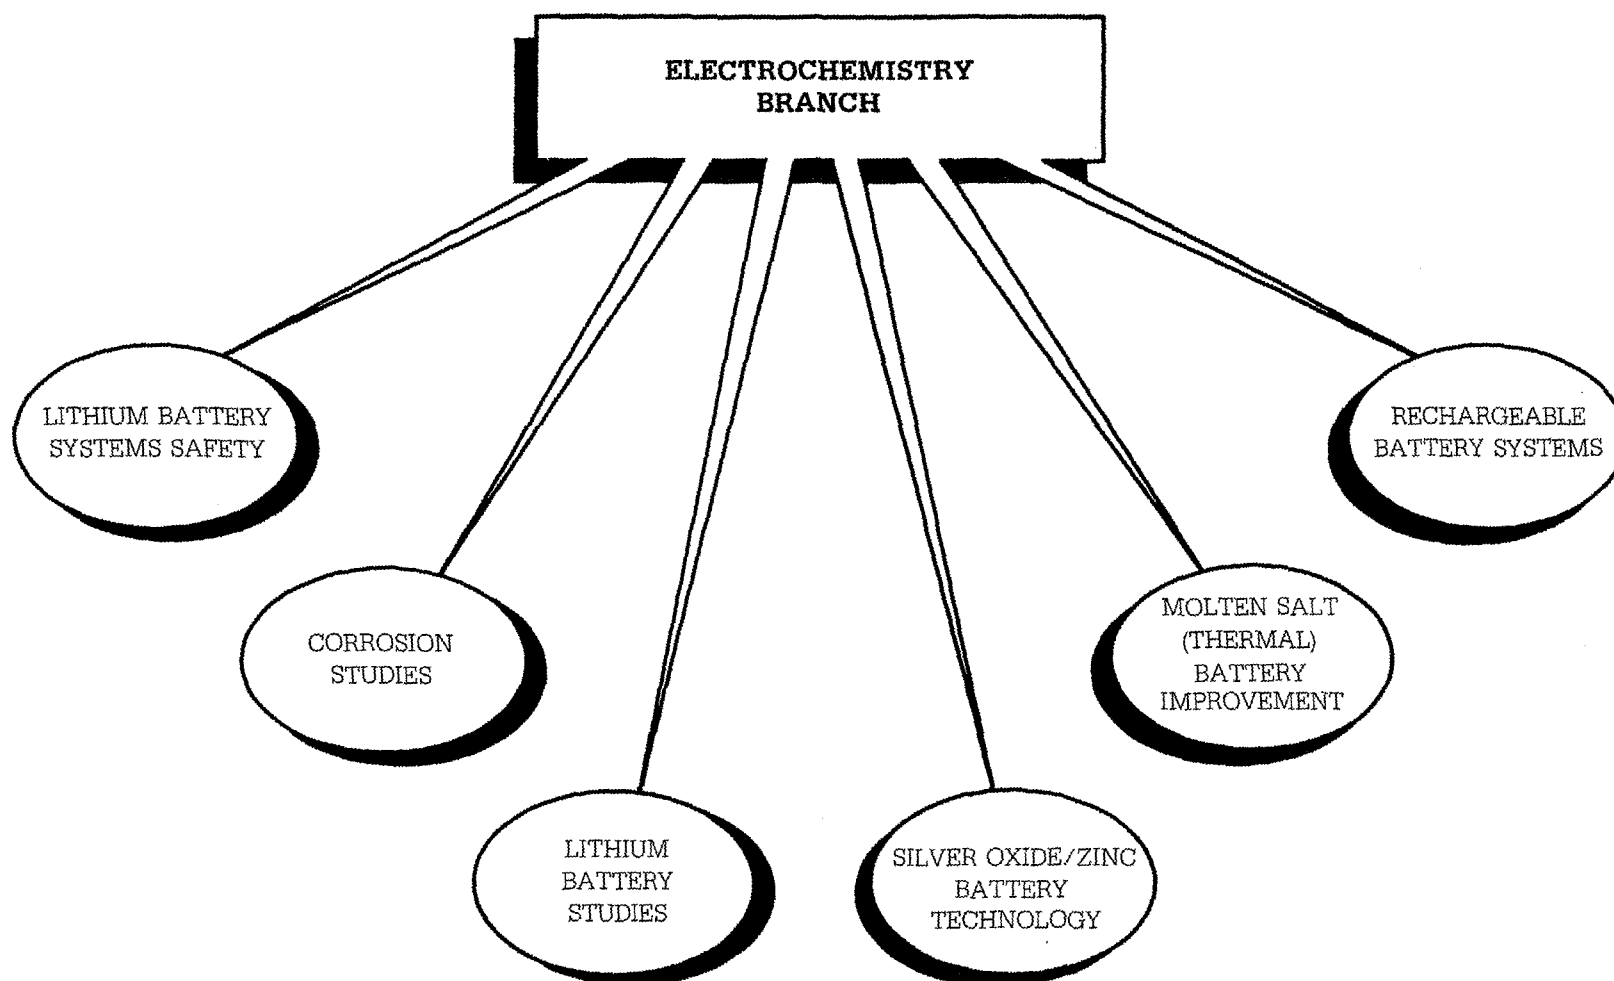 ELECTROCHEMISTRY
BRANCH
LITHIUM BATTERY
SYSTEMS SAFETY
CORROSION
STUDIES
LITHIUM
BATTERY
STUDIES
SILVER OXIDE/ZINC
BATTERY
TECHNOLOGY
MOLTEN SALT
(THERMAL)
BATTERY
IMPROVEMENT
RECHARGEABLE
BATTERY SYSTEMS